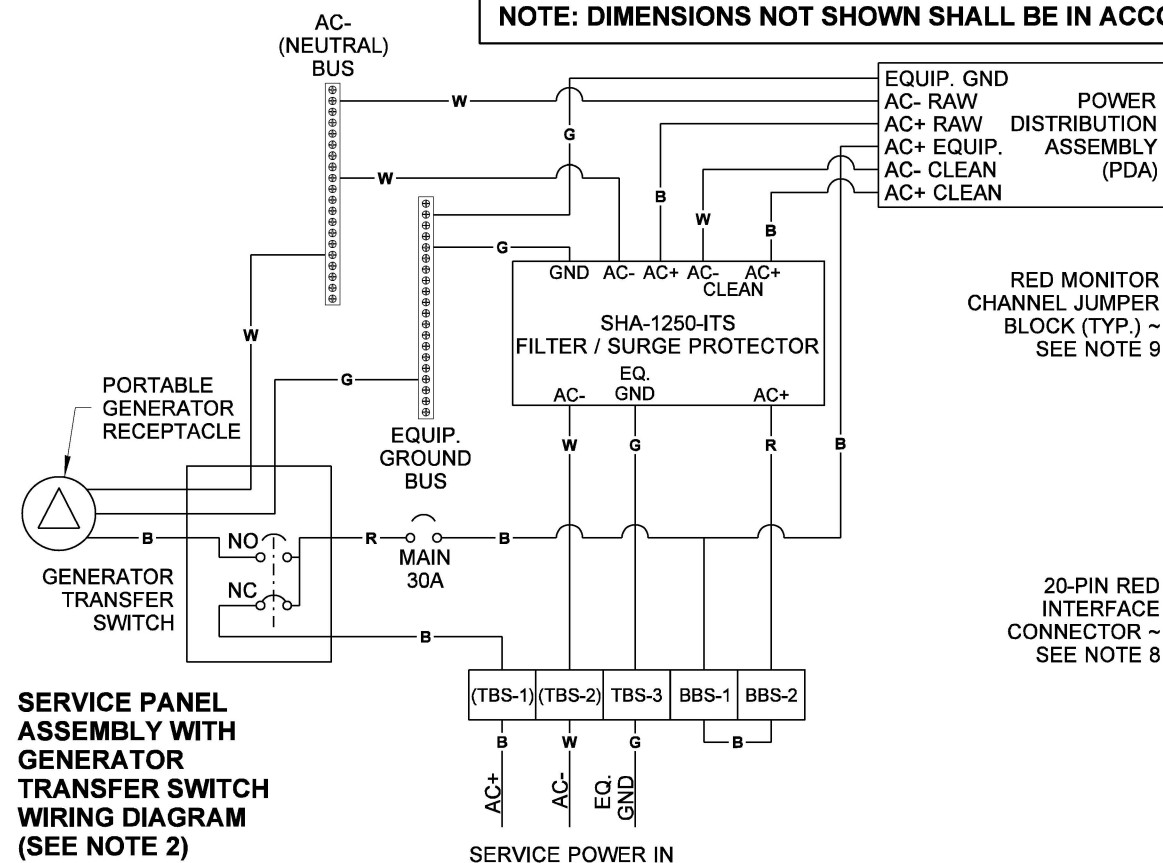 NOTE: DIMENSIONS NOT SHOWN SHALL BE IN
AC-
(NEUTRAL)
BUS
EQUIP. GND
AC- RAW
AC+ RAW
AC+ EQUIP.
AC- CLEAN
AC+ CLEAN
POWER
DISTRIBUTION
ASSEMBLY
(PDA)
W
G
W
B
W
B
G
GND AC- AC+ AC- AC+
CLEAN
SHA-1250-ITS
FILTER / SURGE PROTECTOR
EQ.
GND
AC-
AC+
RED MONITOR
CHANNEL JUMPER
BLOCK (TYP.) ~
SEE NOTE 9
W
G
PORTABLE
GENERATOR
RECEPTACLE
EQUIP.
GROUND
BUS
W
G
R
B
B
NO
R
MAIN
30A
B
NC
GENERATOR
TRANSFER
SWITCH
B
20-PIN RED
INTERFACE
CONNECTOR ~
SEE NOTE 8
(TBS-1) (TBS-2) TBS-3 BBS-1 BBS-2
B
W
G
B
AC+
AC-
EQ.
GND
SERVICE POWER IN
SERVICE PANEL
ASSEMBLY WITH
GENERATOR
TRANSFER SWITCH
WIRING DIAGRAM
(SEE NOTE 2)